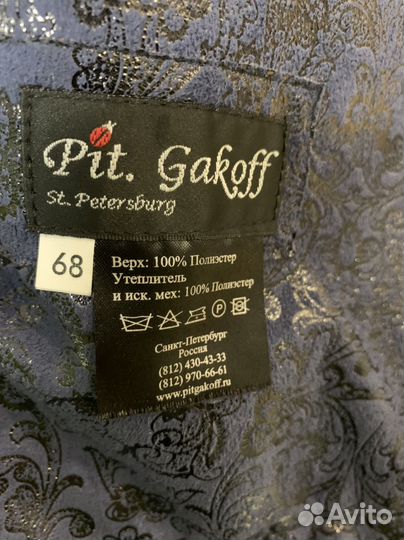 Pit. Gakoff
St. Petersburg
68
Верх: 100% Полиэстер
Утеплитель
и иск. мех: 100% Полиэстер
P
Санкт-Петербург
Россия
(812) 430-43-33
(812) 970-66-61
www.pitgakoff.ru
Avito